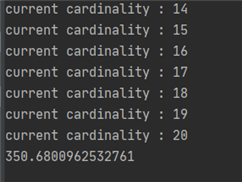 current cardinality : 14
current cardinality : 15
current cardinality : 16
current cardinality : 17
current cardinality : 18
current cardinality : 19
current cardinality : 20
350.6800962532761